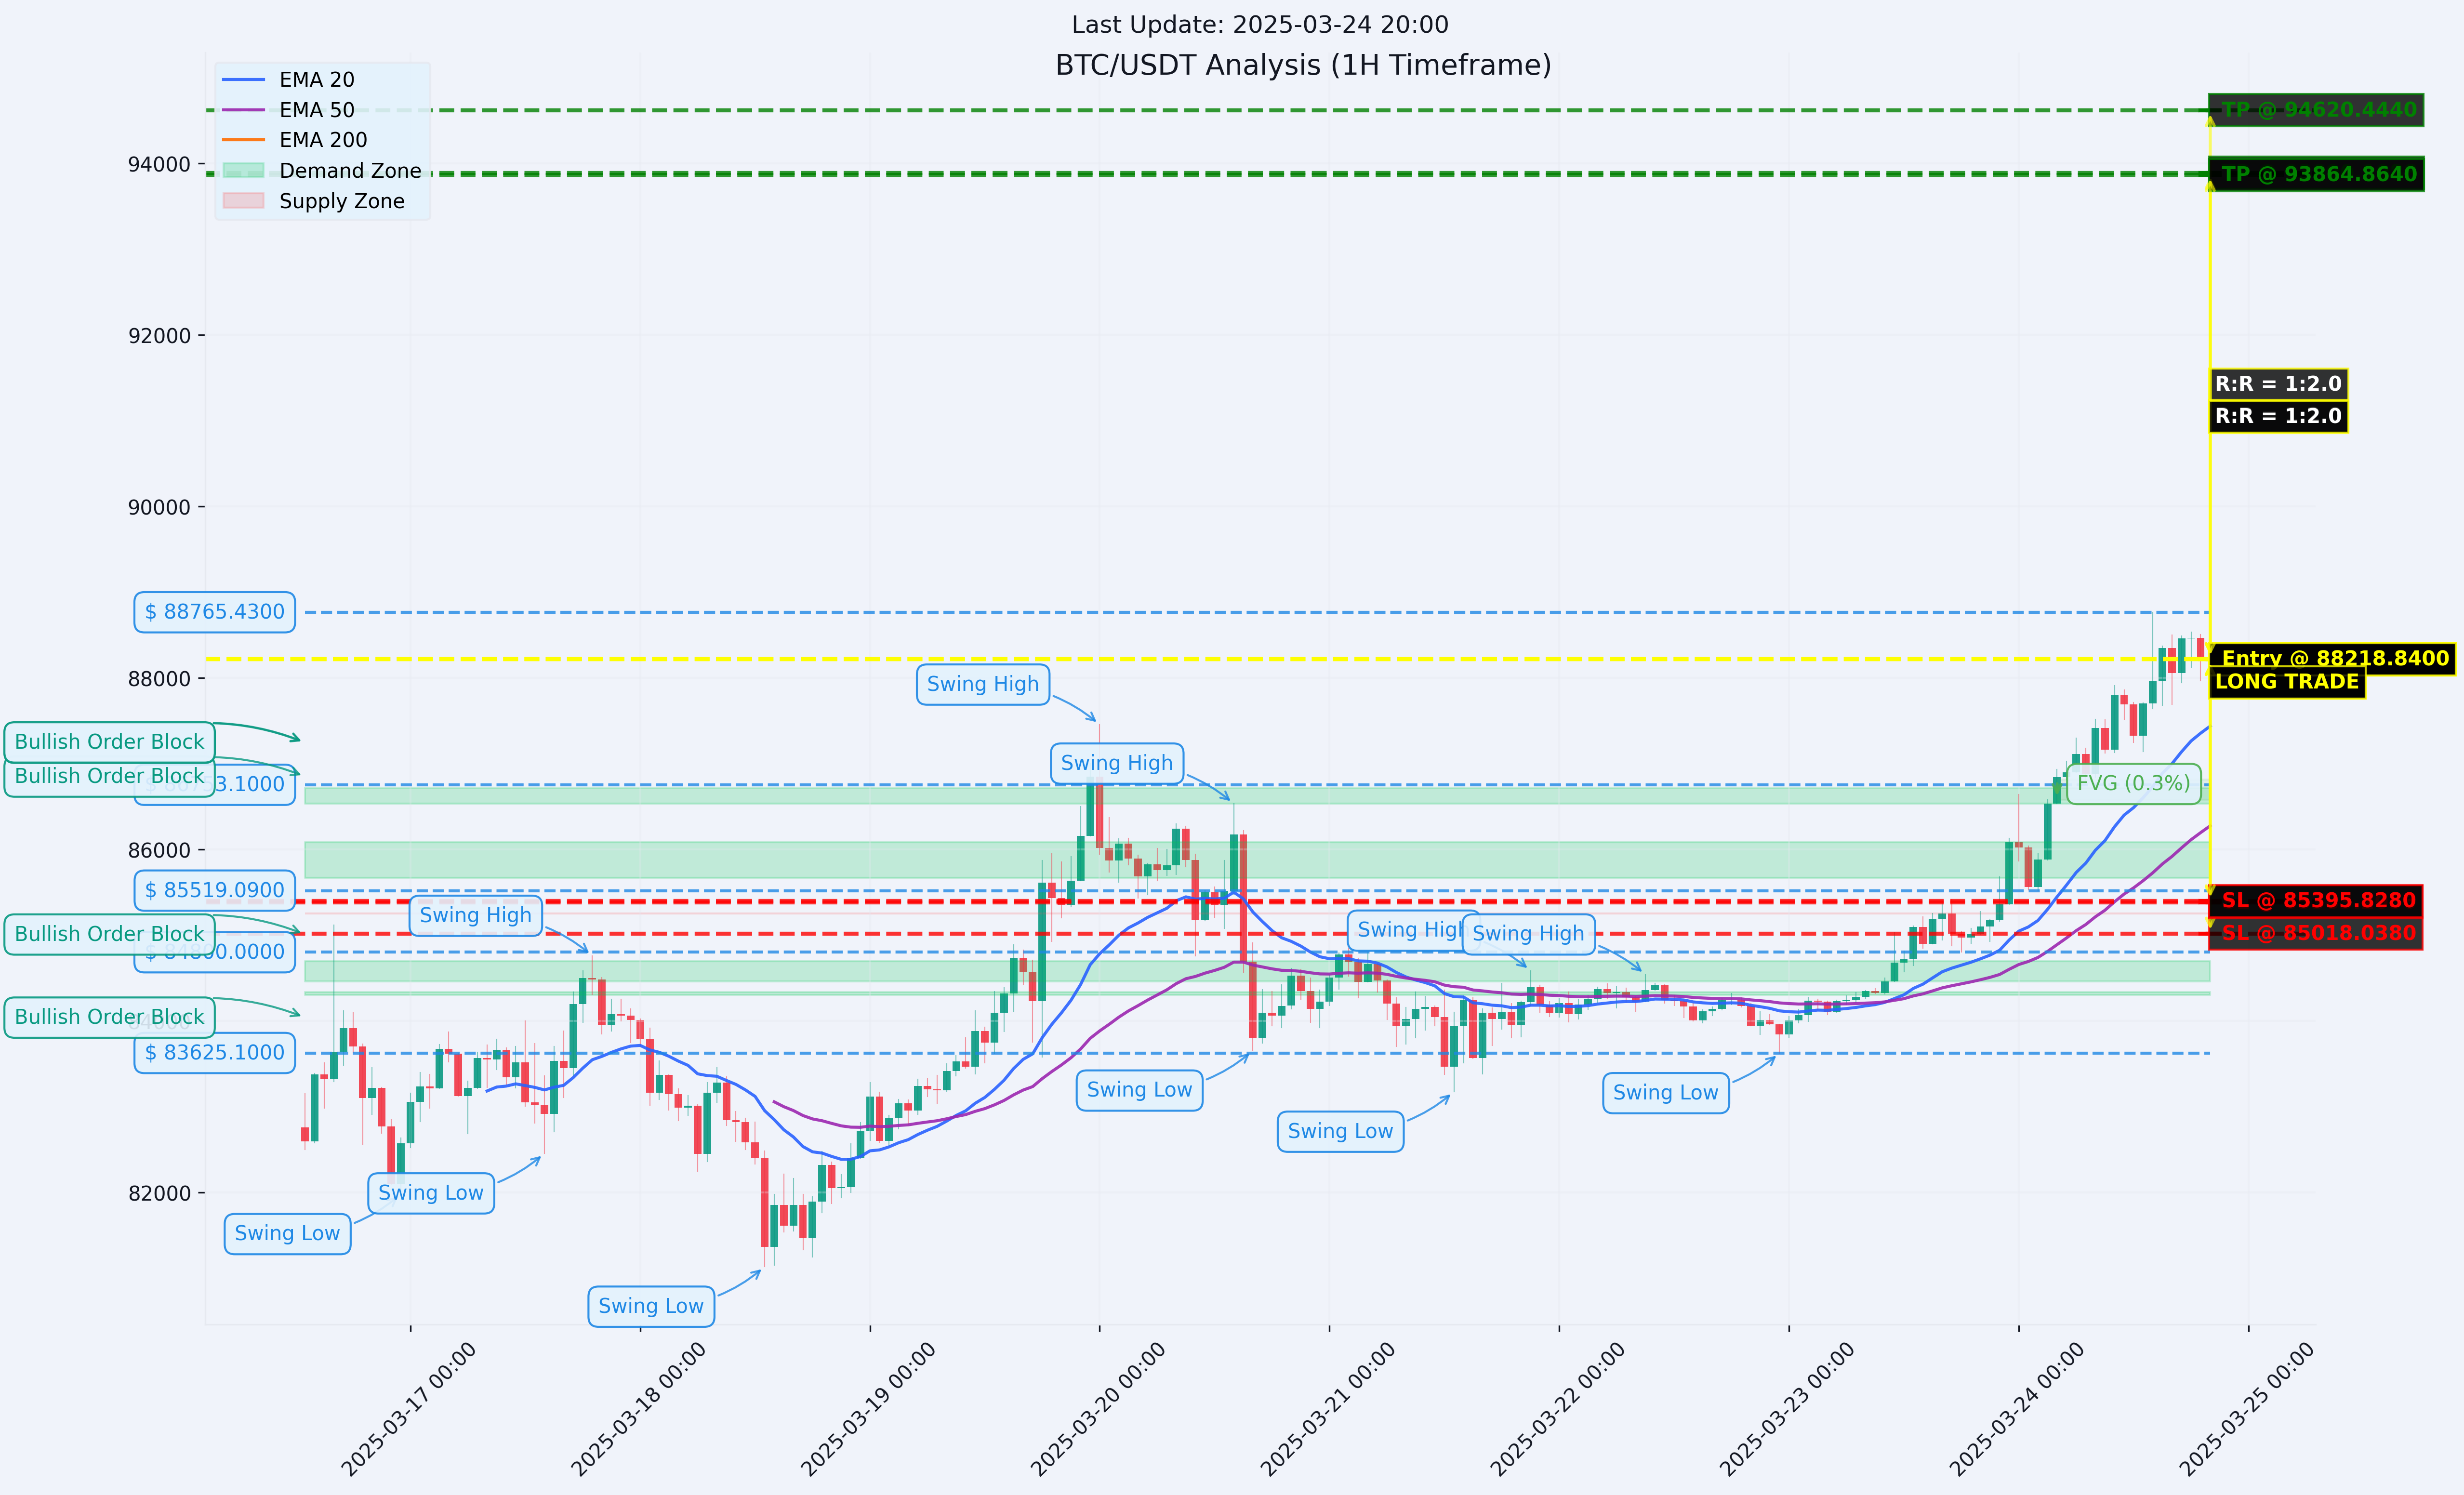 Last Update: 2025-03-24 20:00
BTC/USDT Analysis (1H Timeframe)
EMA 20
EMA 50
EMA 200
Demand Zone
Supply Zone
94000
92000
90000
88000
86000
82000
TP @ 94620.4440
TP @ 93864.8640
R:R = 1:2.0
R:R = 1:2.0
$ 88765.4300
Entry @ 88218.8400
LONG TRADE
Swing High
Bullish Order Block
Swing High
Bullish Order Block
FVG (0.3%)
$ 85519.0900
SL @ 85395.8280
Swing High
Swing High
Swing High
Bullish Order Block
SL @ 85018.0380
Bullish Order Block
$ 83625.1000
Swing Low
Swing Low
Swing Low
Swing Low
Swing Low
Swing Low
2025-03-17 00:00
2025-03-18 00:00
2025-03-19 00:00
2025-03-20 00:00
2025-03-21 00:00
2025-03-22 00:00
2025-03-23 00:00
2025-03-24 00:00
2025-03-25 00:00